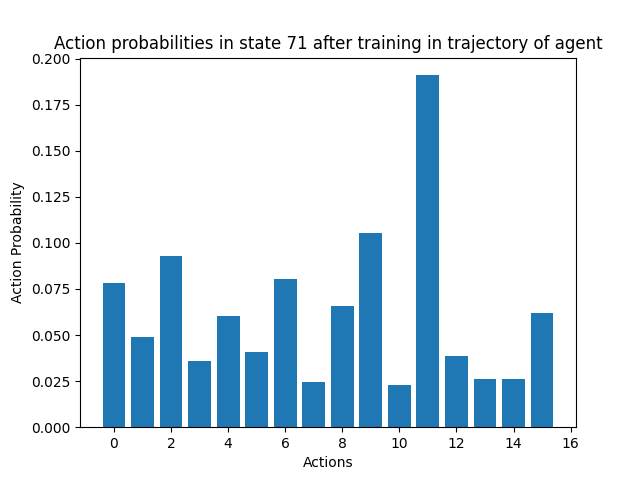 Action probabilities in state 71 after training in trajectory of agent
0.200
0.175
0.150
0.125
0.100
0.075
0.050
0.025
0.000
Action Probability
0 2 4 6 8 10 12 14 16
Actions